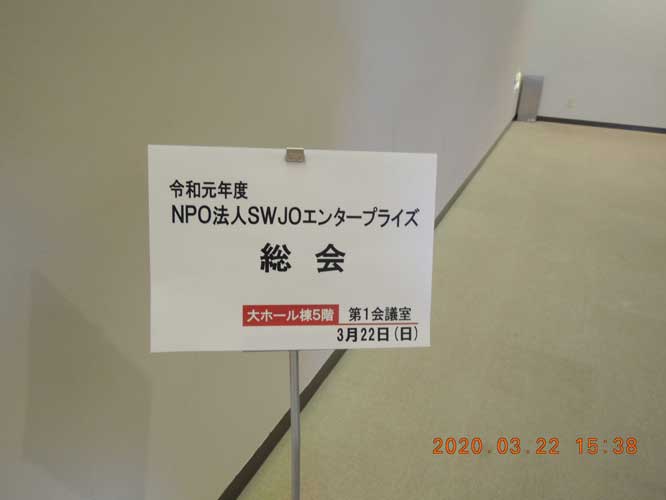 令和元年度
NPO法人SWJOエンタープライズ
総会
大ホール棟5階 第1会議室
3月22日(日)
2020.03.22 15:38